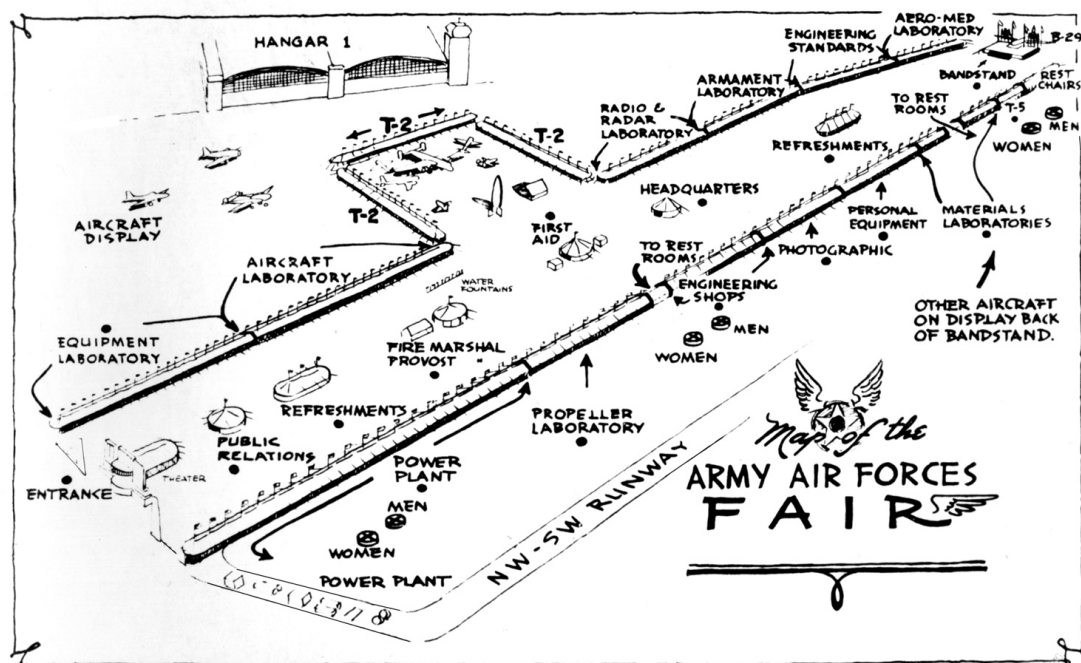 HANGAR 1
T-2
T-2
T-2
AIRCRAFT
DISPLAY
AIRCRAFT
LABORATORY
EQUIPMENT
LABORATORY
ENTRANCE
THEATER
PUBLIC
RELATIONS
REFRESHMENTS
FIRE MARSHAL
PROVOST
WATER
FOUNTAINS
FIRST
AID
HEADQUARTERS
RADIO &
RADAR
LABORATORY
ARMAMENT
LABORATORY
ENGINEERING
STANDARDS
AERO-MED
LABORATORY
B-29
BANDSTAND
REST
CHAIRS
TO REST
ROOMS
T-5
MEN
WOMEN
REFRESHMENTS
MATERIALS
LABORATORIES
PERSONAL
EQUIPMENT
PHOTOGRAPHIC
TO REST
ROOMS
ENGINEERING
SHOPS
MEN
WOMEN
PROPELLER
LABORATORY
POWER
PLANT
MEN
WOMEN
POWER PLANT
NW-SW RUNWAY
OTHER AIRCRAFT
ON DISPLAY BACK
OF BANDSTAND.
Map of the
ARMY AIR FORCES
FAIR